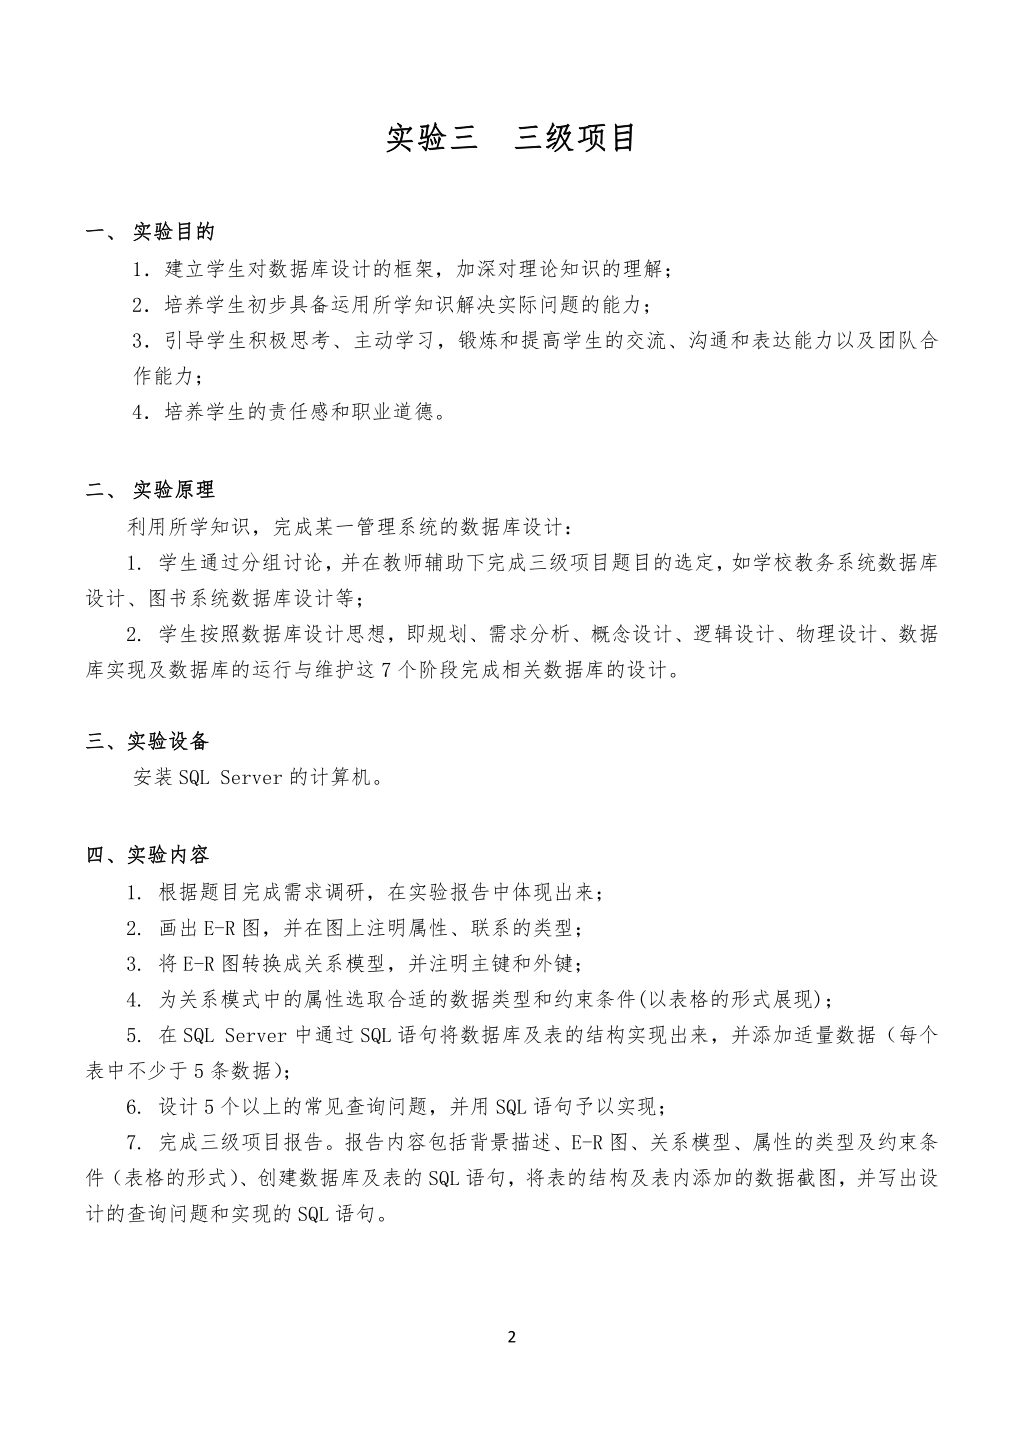 实验三　三级项目
一、 实验目的
1．建立学生对数据库设计的框架，加深对理论知识的理解；
2．培养学生初步具备运用所学知识解决实际问题的能力；
3．引导学生积极思考、主动学习，锻炼和提高学生的交流、沟通和表达能力以及团队合
作能力；
4．培养学生的责任感和职业道德。
二、 实验原理
利用所学知识，完成某一管理系统的数据库设计：
1. 学生通过分组讨论，并在教师辅助下完成三级项目题目的选定，如学校教务系统数据库
设计、图书系统数据库设计等；
2. 学生按照数据库设计思想，即规划、需求分析、概念设计、逻辑设计、物理设计、数据
库实现及数据库的运行与维护这 7 个阶段完成相关数据库的设计。
三、实验设备
安装 SQL Server 的计算机。
四、实验内容
1. 根据题目完成需求调研，在实验报告中体现出来；
2. 画出 E-R 图，并在图上注明属性、联系的类型；
3. 将 E-R 图转换成关系模型，并注明主键和外键；
4. 为关系模式中的属性选取合适的数据类型和约束条件(以表格的形式展现)；
5. 在 SQL Server 中通过 SQL 语句将数据库及表的结构实现出来，并添加适量数据（每个
表中不少于 5 条数据）；
6. 设计 5 个以上的常见查询问题，并用 SQL 语句予以实现；
7. 完成三级项目报告。报告内容包括背景描述、E-R 图、关系模型、属性的类型及约束条
件（表格的形式）、创建数据库及表的 SQL 语句，将表的结构及表内添加的数据截图，并写出设
计的查询问题和实现的 SQL 语句。
2